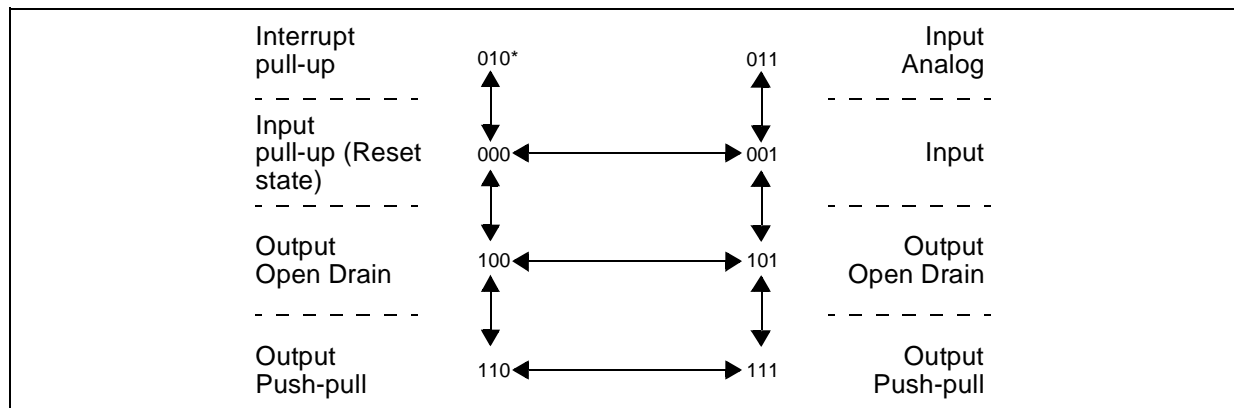 Interrupt
pull-up
010*
011
Input
Analog
Input
pull-up (Reset
state)
000
001
Input
Output
Open Drain
100
101
Output
Open Drain
Output
Push-pull
110
111
Output
Push-pull